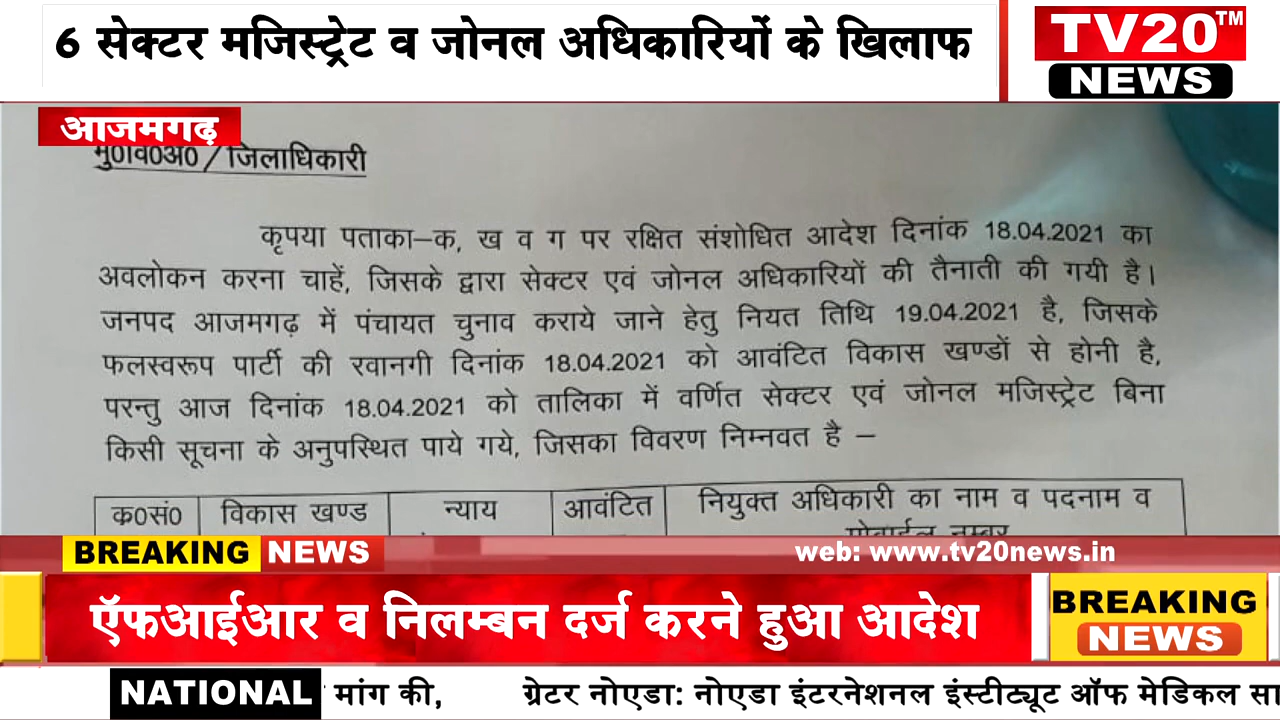 6 सेक्टर मजिस्ट्रेट व जोनल अधिकारियों के खिलाफ
TV20™
NEWS
आजमगढ़
मु0वि0अ0 / जिलाधिकारी
कृपया पताका–क, ख व ग पर रक्षित संशोधित आदेश दिनांक 18.04.2021 का
अवलोकन करना चाहें, जिसके द्वारा सेक्टर एवं जोनल अधिकारियों की तैनाती की गयी है।
जनपद आजमगढ़ में पंचायत चुनाव कराये जाने हेतु नियत तिथि 19.04.2021 है, जिसके
फलस्वरूप पार्टी की रवानगी दिनांक 18.04.2021 को आवंटित विकास खण्डों से होनी है,
परन्तु आज दिनांक 18.04.2021 को तालिका में वर्णित सेक्टर एवं जोनल मजिस्ट्रेट बिना
किसी सूचना के अनुपस्थित पाये गये, जिसका विवरण निम्नवत है –
क0सं0 विकास खण्ड न्याय आवंटित नियुक्त अधिकारी का नाम व पदनाम व
मोबाईल नम्बर
BREAKING NEWS
web: www.tv20news.in
ऍफआईआर व निलम्बन दर्ज करने हुआ आदेश
BREAKING
NEWS
NATIONAL मांग की, ग्रेटर नोएडा: नोएडा इंटरनेशनल इंस्टीट्यूट ऑफ मेडिकल सा